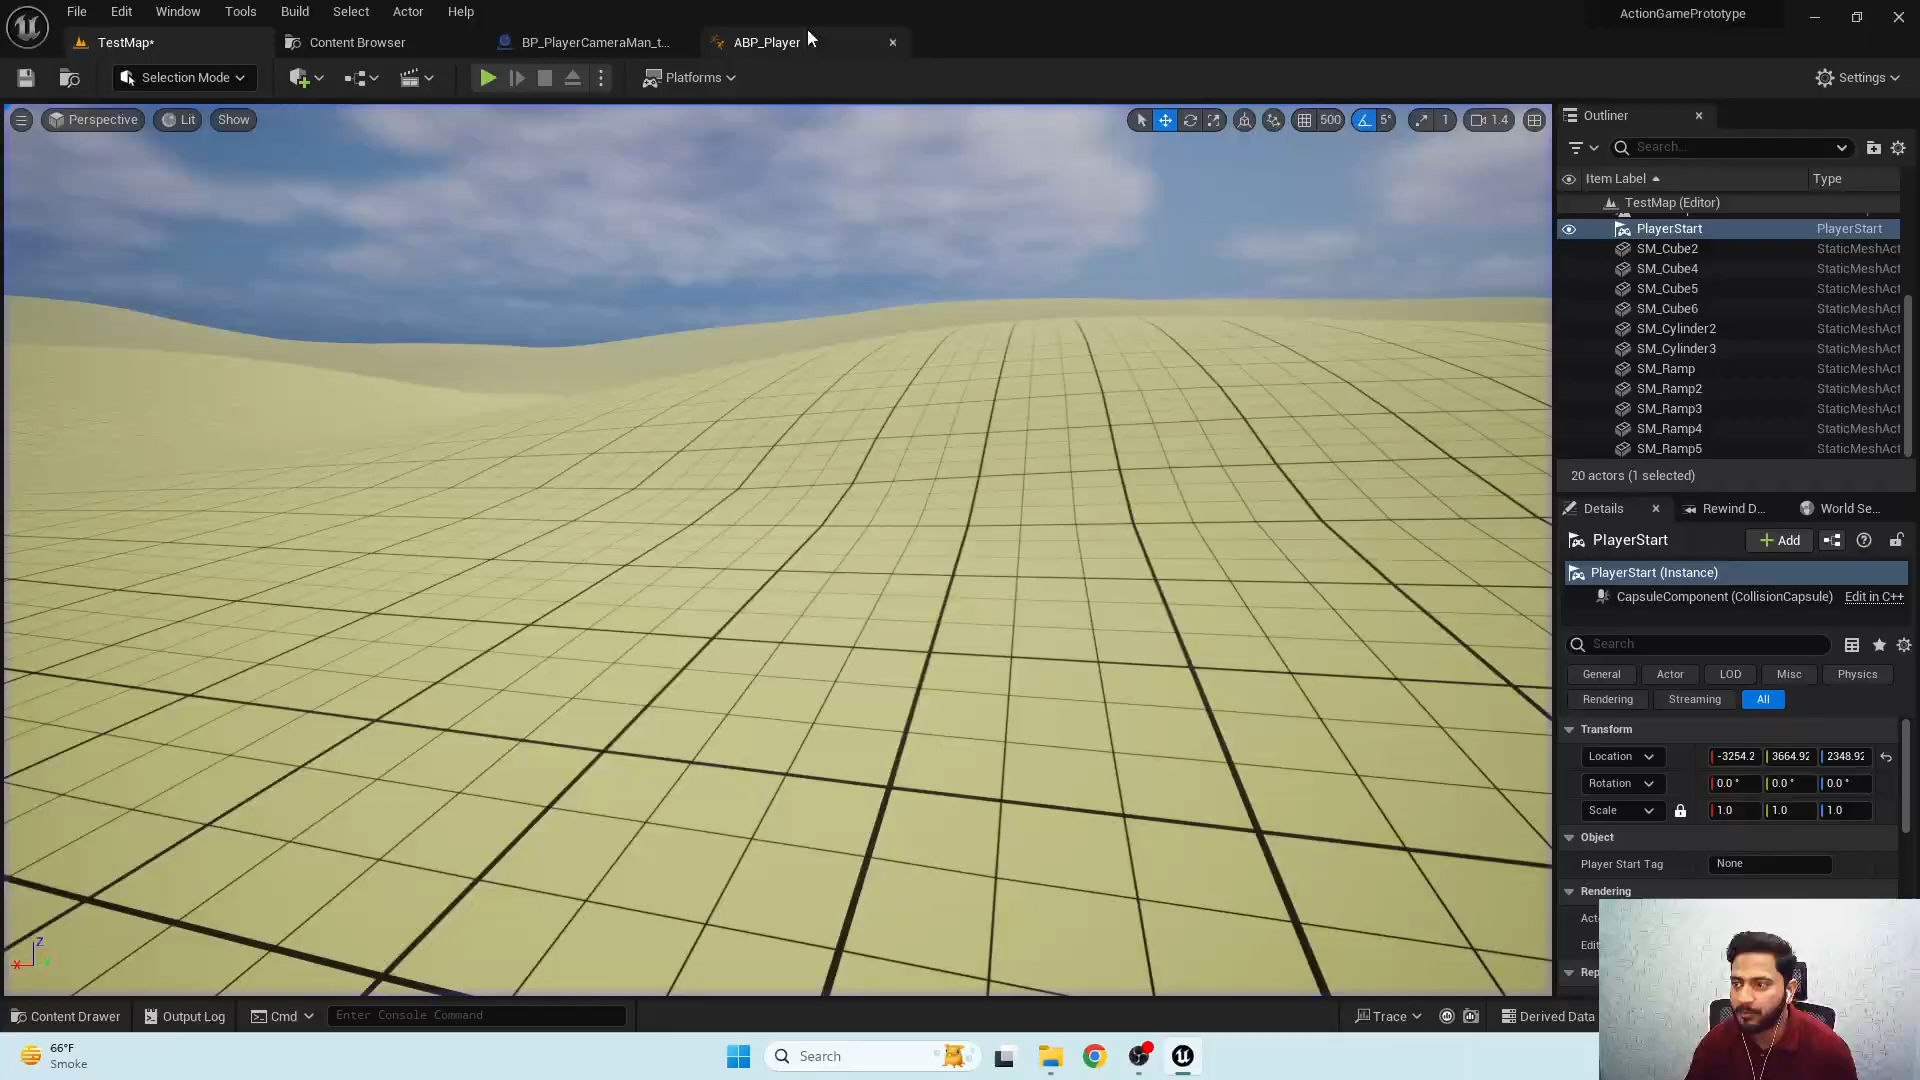 File Edit Window Tools Build Select Actor Help
ActionGamePrototype
TestMap*
Content Browser
BP_PlayerCameraMan_t...
ABP_Player
Selection Mode
Platforms
Settings
Perspective
Lit
Show
500
5°
1
1.4
Outliner
Search...
Item Label
Type
TestMap (Editor)
PlayerStart PlayerStart
SM_Cube2 StaticMeshAct
SM_Cube4 StaticMeshAct
SM_Cube5 StaticMeshAct
SM_Cube6 StaticMeshAct
SM_Cylinder2 StaticMeshAct
SM_Cylinder3 StaticMeshAct
SM_Ramp StaticMeshAct
SM_Ramp2 StaticMeshAct
SM_Ramp3 StaticMeshAct
SM_Ramp4 StaticMeshAct
SM_Ramp5 StaticMeshAct
20 actors (1 selected)
Details
Rewind D...
World Se...
PlayerStart
Add
PlayerStart (Instance)
CapsuleComponent (CollisionCapsule) Edit in C++
Search
General Actor LOD Misc Physics
Rendering Streaming All
Transform
Location -3254.2 3664.92 2348.92
Rotation 0.0 ° 0.0 ° 0.0 °
Scale 1.0 1.0 1.0
Object
Player Start Tag None
Rendering
Act
Edi
Rep
Z
X
Y
Content Drawer
Output Log
Cmd
Enter Console Command
Trace
Derived Data
66°F
Smoke
Search